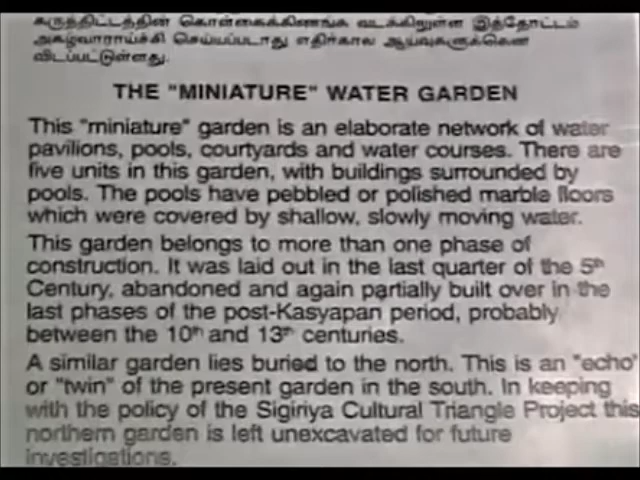 கருத்திட்டத்தின் கொள்கைக்கிணங்க வடக்கிலுள்ள இத்தோட்டம்
அகழ்வாராய்ச்சி செய்யப்படாது எதிர்கால ஆய்வுகளுக்கென
விடப்பட்டுள்ளது.
THE "MINIATURE" WATER GARDEN
This "miniature" garden is an elaborate network of water
pavilions, pools, courtyards and water courses. There are
five units in this garden, with buildings surrounded by
pools. The pools have pebbled or polished marble floors
which were covered by shallow, slowly moving water.
This garden belongs to more than one phase of
construction. It was laid out in the last quarter of the 5th
Century, abandoned and again partially built over in the
last phases of the post-Kasyapan period, probably
between the 10th and 13th centuries.
A similar garden lies buried to the north. This is an "echo"
or "twin" of the present garden in the south. In keeping
with the policy of the Sigiriya Cultural Triangle Project this
northern garden is left unexcavated for future
investigations.